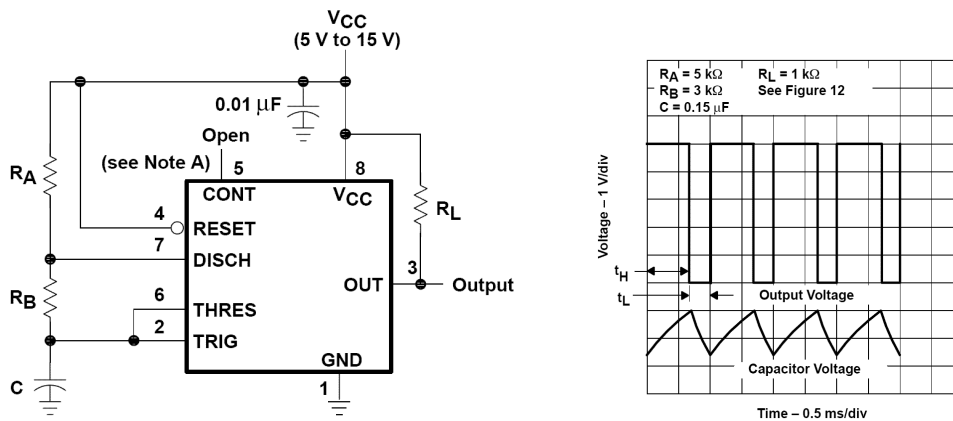 VCC
(5 V to 15 V)
0.01 μF
Open
(see Note A)
5
8
RA
CONT
VCC
RL
4
RESET
7
DISCH
3
RB
OUT
Output
6
THRES
2
TRIG
GND
C
1
RA = 5 kΩ
RL = 1 kΩ
RB = 3 kΩ
See Figure 12
C = 0.15 μF
Voltage – 1 V/div
tH
tL
Output Voltage
Capacitor Voltage
Time – 0.5 ms/div